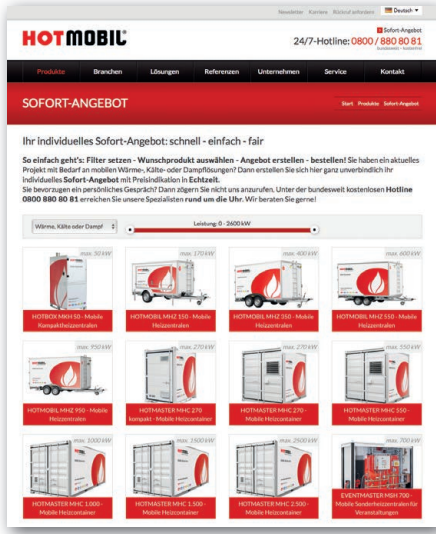 Newsletter Karriere Rückruf anfordern Deutsch
HOTMOBIL
Sofort-Angebot
24/7-Hotline: 0800 / 880 80 81
bundesweit - kostenfrei
Produkte Branchen Lösungen Referenzen Unternehmen Service Kontakt
SOFORT-ANGEBOT
Start Produkte Sofort-Angebot
Ihr individuelles Sofort-Angebot: schnell - einfach - fair
So einfach geht's: Filter setzen - Wunschprodukt auswählen - Angebot erstellen - bestellen! Sie haben ein aktuelles
Projekt mit Bedarf an mobilen Wärme-, Kälte- oder Dampflösungen? Dann erstellen Sie sich ganz unverbindlich ihr
individuelles Sofort-Angebot mit Preisindikation in Echtzeit.
Sie bevorzugen ein persönliches Gespräch? Dann zögern Sie nicht uns anzurufen. Unter der bundesweit kostenlosen Hotline
0800 880 80 81 erreichen Sie unsere Spezialisten rund um die Uhr. Wir beraten Sie gerne!
Wärme, Kälte oder Dampf
Leistung: 0 - 2600 kW
max. 50 kW
HOTBOX MKH 50 - Mobile
Kompaktheizzentralen
max. 170 kW
HOTMOBIL MHZ 150 - Mobile
Heizzentralen
max. 400 kW
HOTMOBIL MHZ 350 - Mobile
Heizzentralen
max. 600 kW
HOTMOBIL MHZ 550 - Mobile
Heizzentralen
max. 950 kW
HOTMOBIL MHZ 950 - Mobile
Heizzentralen
max. 270 kW
HOTMASTER MHC 270
kompakt - Mobile Heizcontainer
max. 270 kW
HOTMASTER MHC 270 -
Mobile Heizcontainer
max. 550 kW
HOTMASTER MHC 550 -
Mobile Heizcontainer
max. 1000 kW
HOTMASTER MHC 1.000 -
Mobile Heizcontainer
max. 1500 kW
HOTMASTER MHC 1.500 -
Mobile Heizcontainer
max. 2500 kW
HOTMASTER MHC 2.500 -
Mobile Heizcontainer
max. 700 kW
EVENTMASTER MSH 700 -
Mobile Sonderheizzentralen für
Veranstaltungen